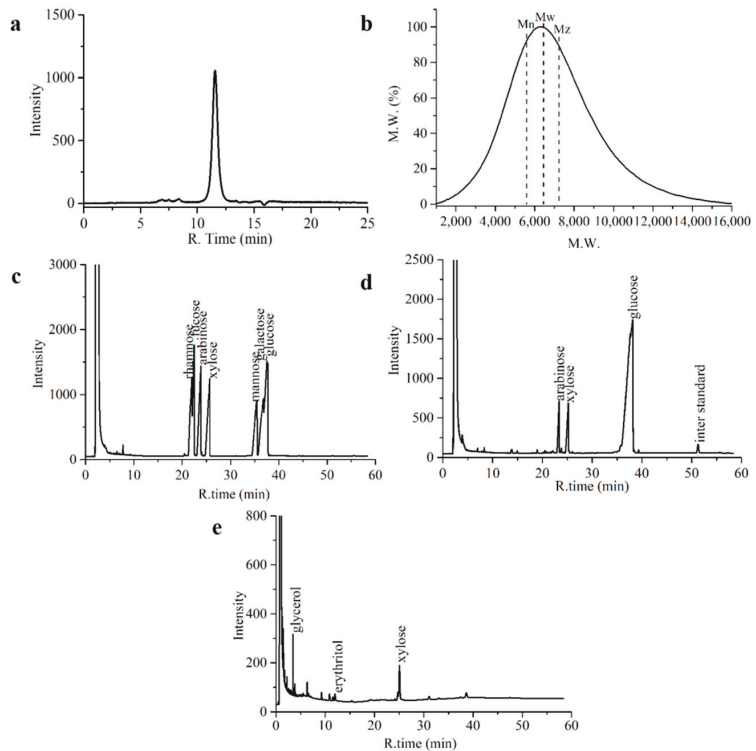 a
1500
1000
500
0
Intensity
0 5 10 15 20 25
R. Time (min)
b
Mn Mw Mz
100
80
60
40
20
0
M.W. (%)
2,000 4,000 6,000 8,000 10,000 12,000 14,000 16,000
M.W.
c
3000
2000
1000
0
Intensity
rhamnose
fucose
arabinose
xylose
mannose
galactose
glucose
0 10 20 30 40 50 60
R.time (min)
d
2500
2000
1500
1000
500
0
Intensity
arabinose
xylose
glucose
inter standard
0 10 20 30 40 50 60
R.time (min)
e
800
600
400
200
0
Intensity
glycerol
erythritol
xylose
0 10 20 30 40 50 60
R.time (min)